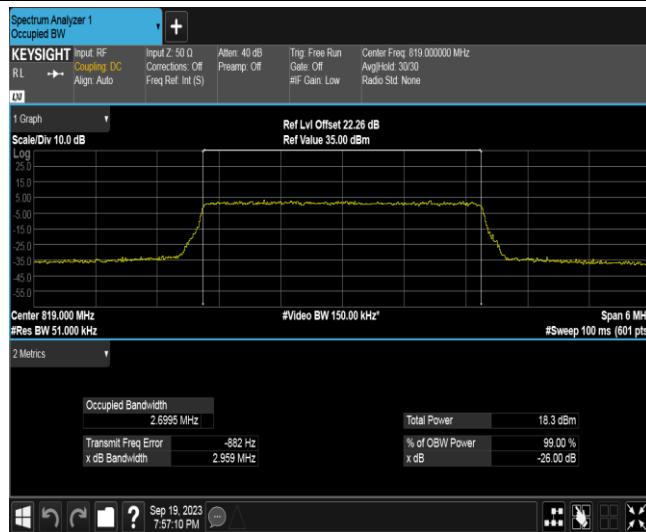 Spectrum Analyzer 1
Occupied BW
+
KEYSIGHT
RL
LXI
Input: RF
Coupling: DC
Align: Auto
Input Z: 50 Ω
Corrections: Off
Freq Ref: Int (S)
Atten: 40 dB
Preamp: Off
Trig: Free Run
Gate: Off
#IF Gain: Low
Center Freq: 819.000000 MHz
Avg|Hold: 30/30
Radio Std: None
1 Graph
Scale/Div 10.0 dB
Ref Lvl Offset 22.26 dB
Ref Value 35.00 dBm
Log
25.0
15.0
5.00
-5.00
-15.0
-25.0
-35.0
-45.0
-55.0
Center 819.000 MHz
#Video BW 150.00 kHz*
Span 6 MH
#Res BW 51.000 kHz
#Sweep 100 ms (601 pts
2 Metrics
Occupied Bandwidth
2.6995 MHz
Total Power 18.3 dBm
Transmit Freq Error -882 Hz
% of OBW Power 99.00 %
x dB Bandwidth 2.959 MHz
x dB -26.00 dB
?
Sep 19, 2023
7:57:10 PM